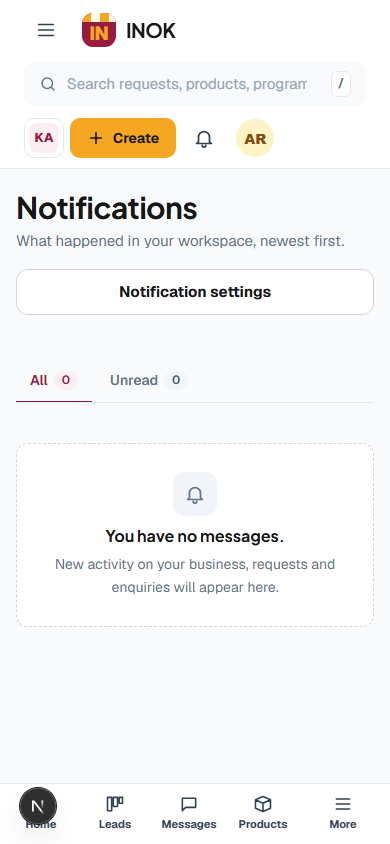 IN INOK
Search requests, products, program /
KA + Create AR
Notifications
What happened in your workspace, newest first.
Notification settings
All 0 Unread 0
You have no messages.
New activity on your business, requests and
enquiries will appear here.
N
Home Leads Messages Products More